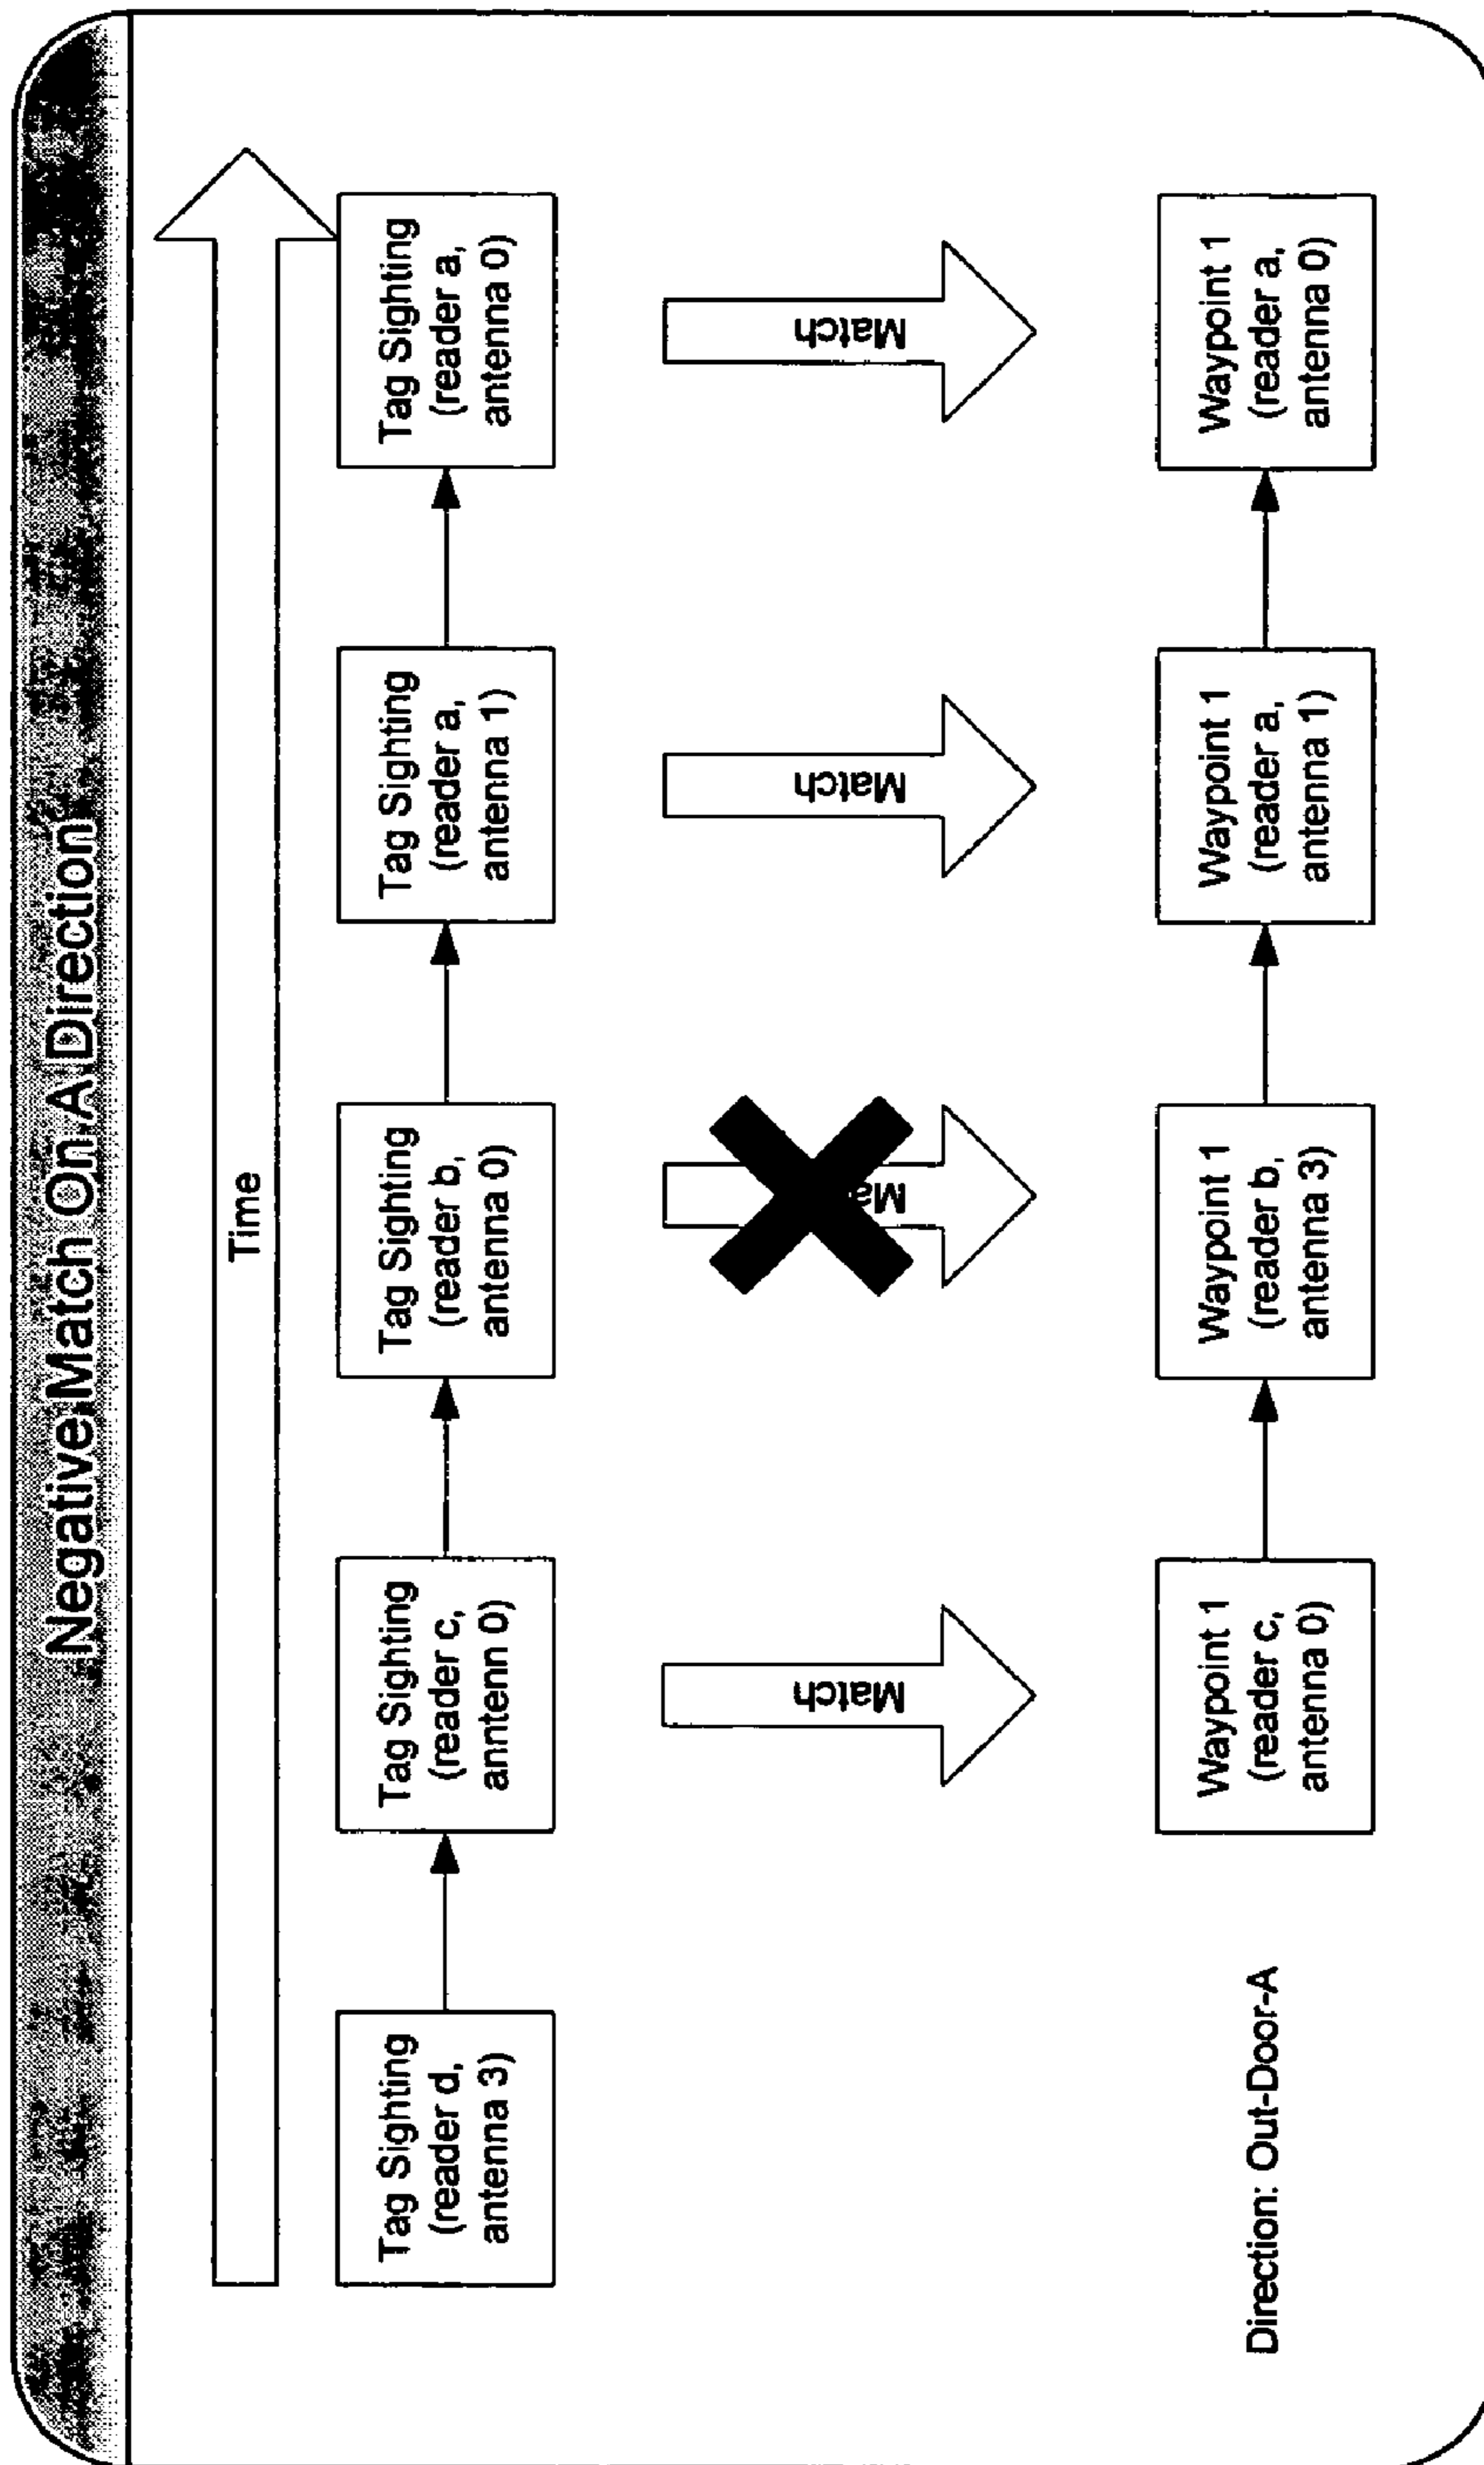 Negative Match On A Direction
Time
Tag Sighting
(reader d,
antenna 3)
Tag Sighting
(reader c,
anntenn 0)
Tag Sighting
(reader b,
antenna 0)
Tag Sighting
(reader a,
antenna 1)
Tag Sighting
(reader a,
antenna 0)
Match
Ma
Match
Match
Direction: Out-Door-A
Waypoint 1
(reader c,
antenna 0)
Waypoint 1
(reader b,
antenna 3)
Waypoint 1
(reader a,
antenna 1)
Waypoint 1
(reader a,
antenna 0)